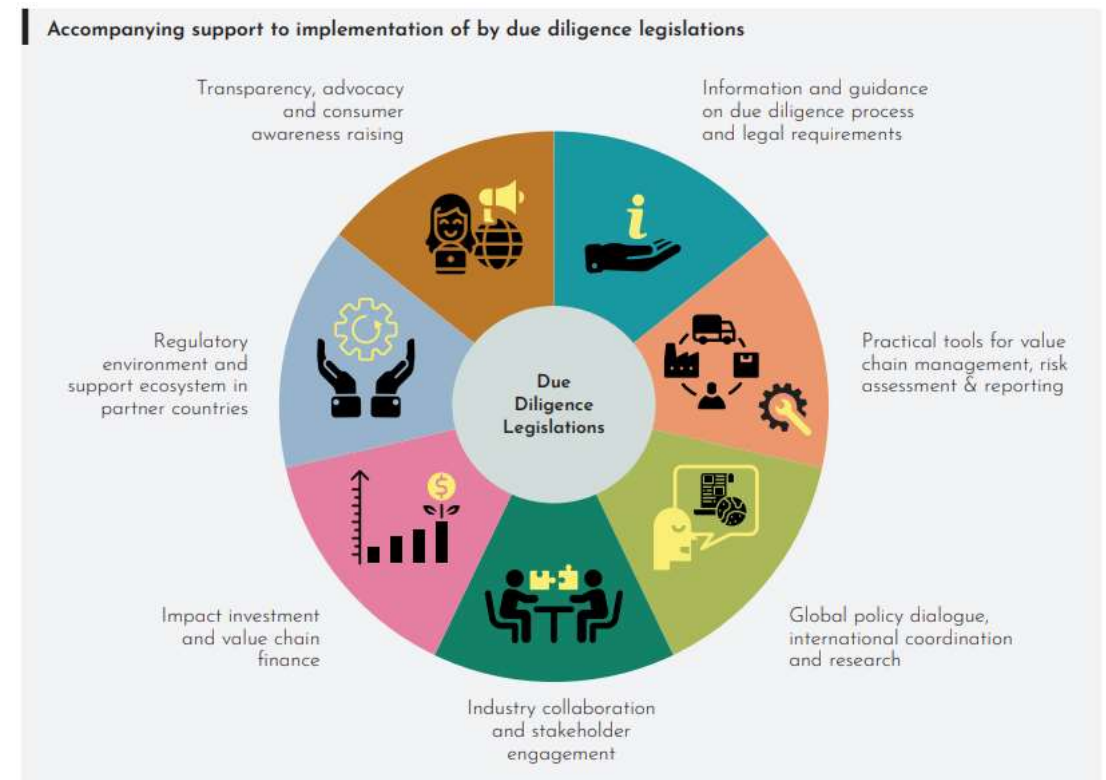 Accompanying support to implementation of by due diligence legislations
Transparency, advocacy
and consumer
awareness raising
Information and guidance
on due diligence process
and legal requirements
Regulatory
environment and
support ecosystem in
partner countries
Due
Diligence
Legislations
Practical tools for value
chain management, risk
assessment & reporting
Impact investment
and value chain
finance
Global policy dialogue,
international coordination
and research
Industry collaboration
and stakeholder
engagement
i
$